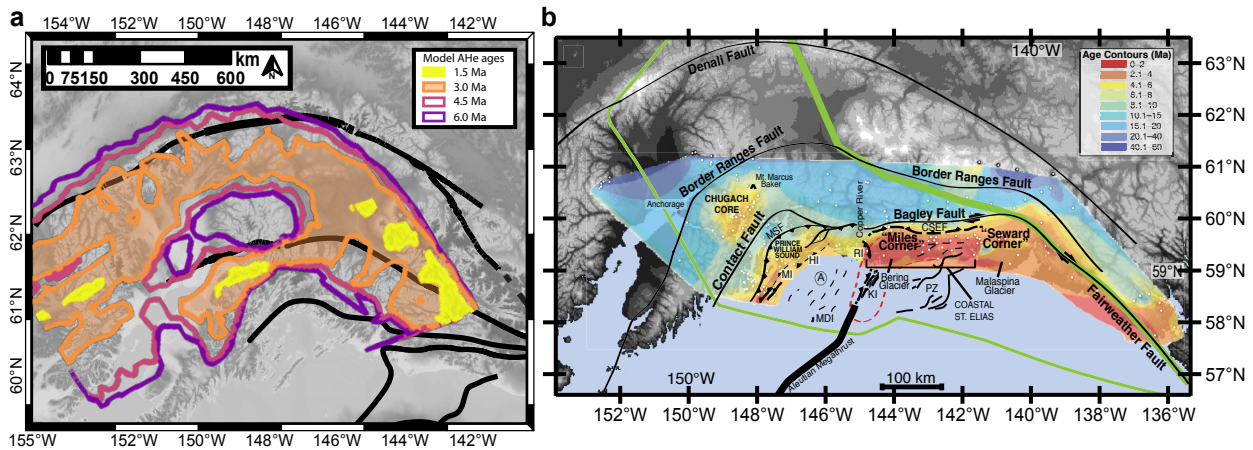 a
154°W 152°W 150°W 148°W 146°W 144°W 142°W
km
0 75 150 300 450 600
N
Model AHe ages
1.5 Ma
3.0 Ma
4.5 Ma
6.0 Ma
64°N
63°N
62°N
61°N
60°N
155°W 152°W 150°W 148°W 146°W 144°W 142°W
b
140°W
Age Contours (Ma)
0–2
2.1–4
4.1–6
6.1–8
8.1–10
10.1–15
15.1–20
20.1–40
40.1–60
63°N
62°N
61°N
60°N
59°N
58°N
57°N
Denali Fault
Border Ranges Fault
Border Ranges Fault
Mt. Marcus
Baker
Anchorage
CHUGACH
CORE
Copper River
Bagley Fault
CSEF
Contact Fault
MSF
PRINCE
WILLIAM
SOUND
"Miles
Corner"
"Seward
Corner"
HI
RI
MI
A
KI
MDI
Bering
Glacier
PZ
Malaspina
Glacier
COASTAL
ST. ELIAS
59°N
Fairweather Fault
Aleutian Megathrust
150°W
100 km
152°W 150°W 148°W 146°W 144°W 142°W 140°W 138°W 136°W